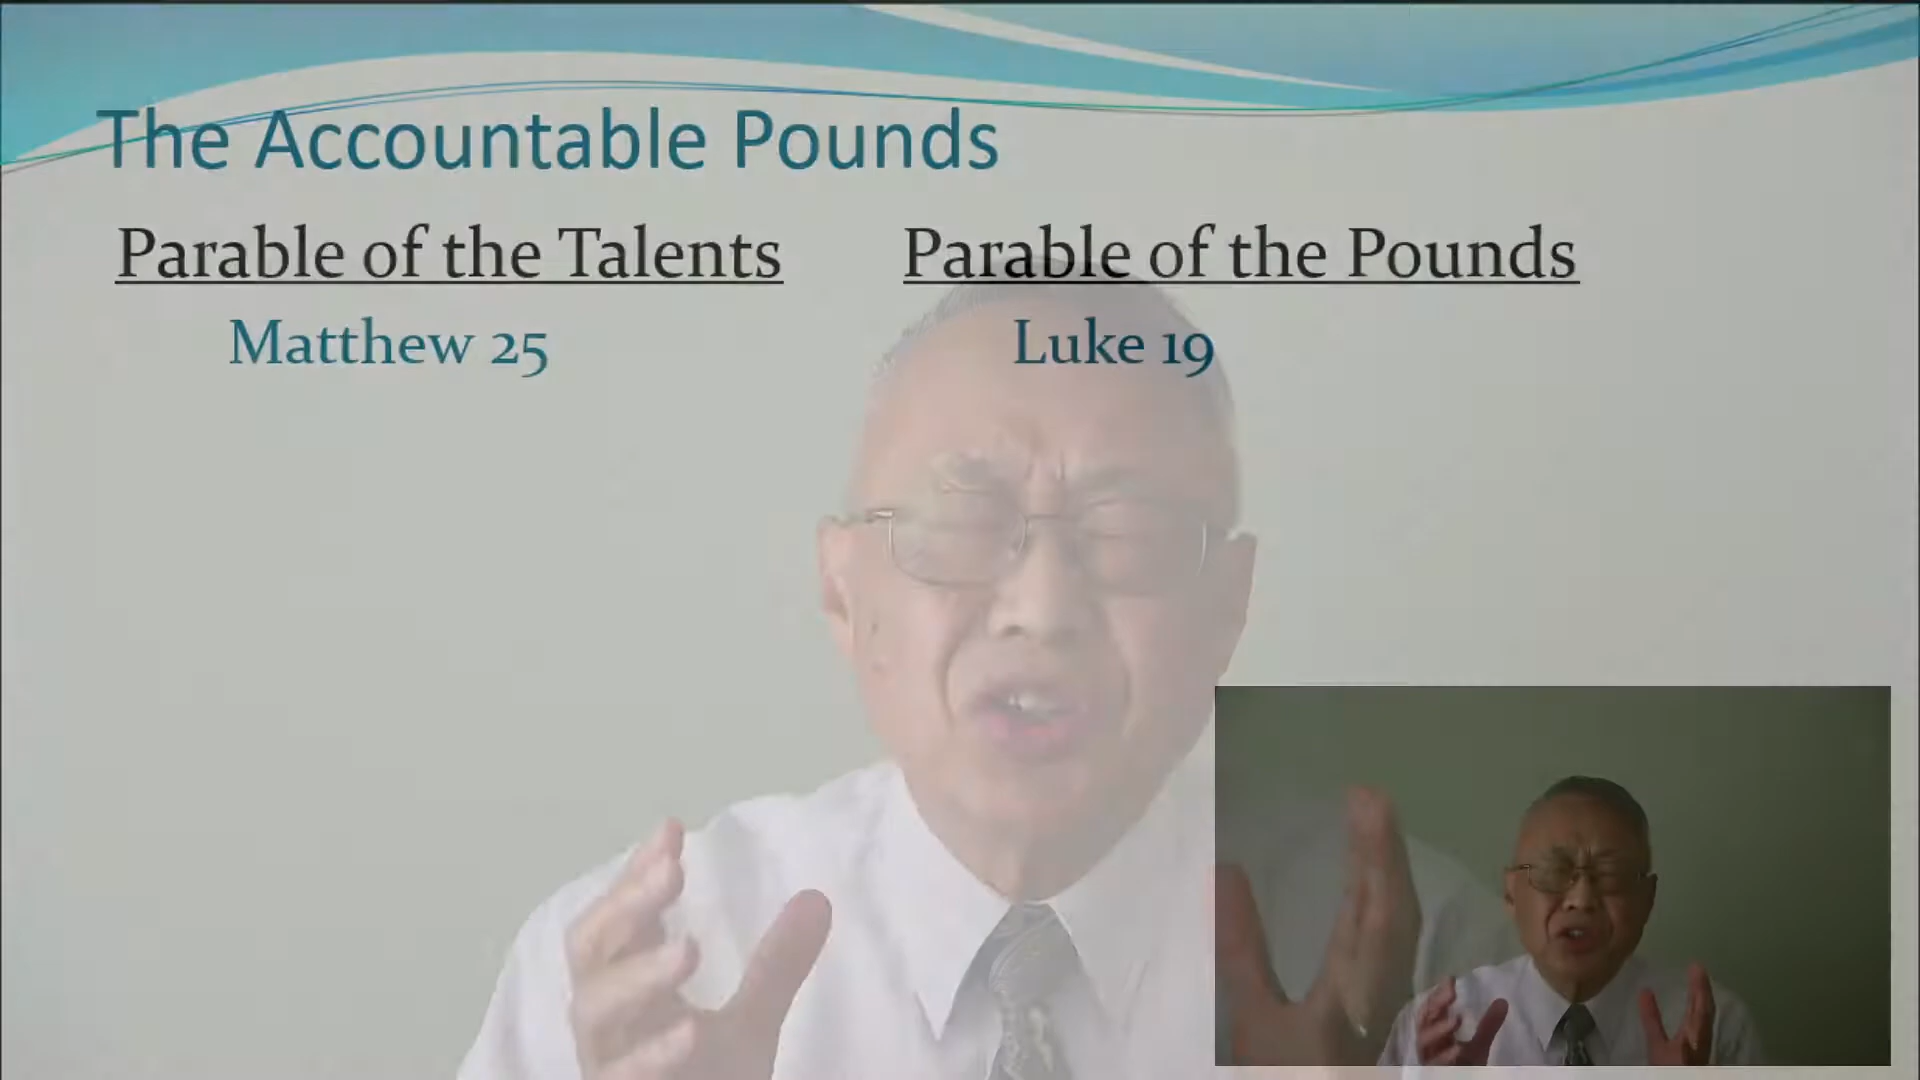 The Accountable Pounds
Parable of the Talents
Parable of the Pounds
Matthew 25
Luke 19